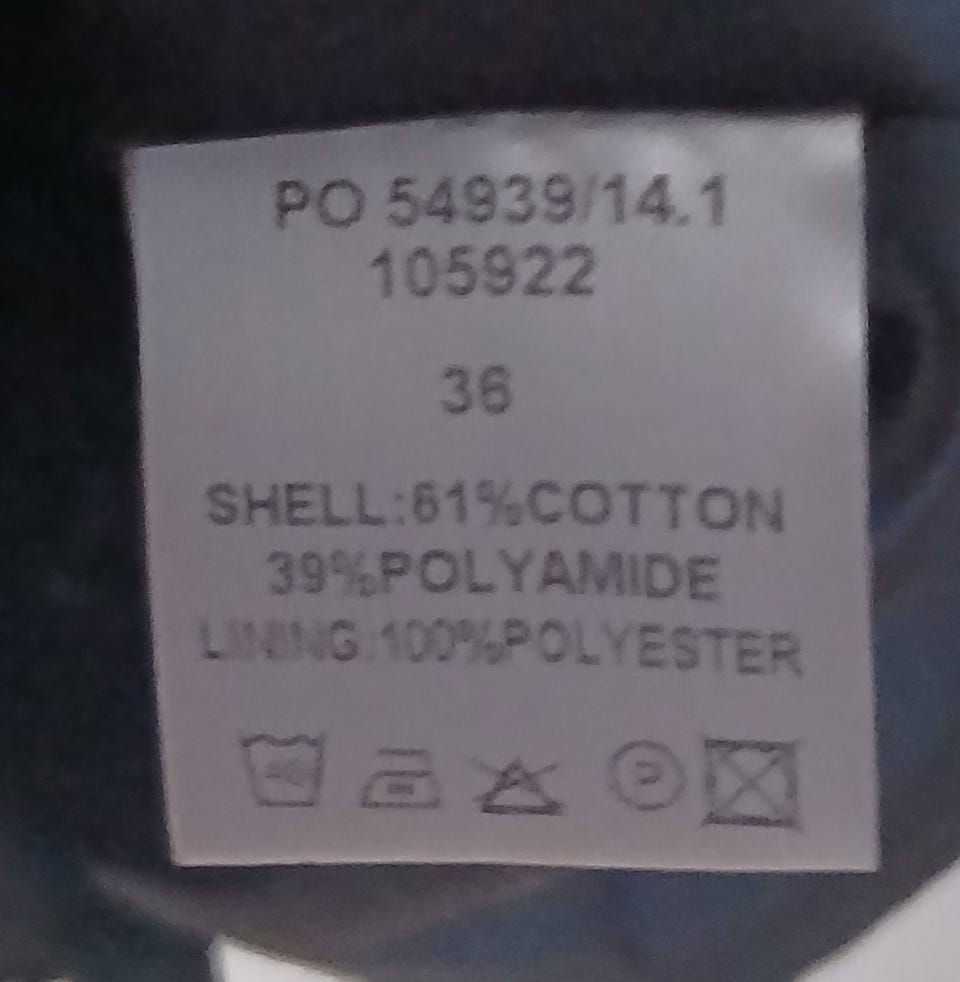 PO 54939/14.1
105922
36
SHELL:61%COTTON
39%POLYAMIDE
LINING:100%POLYESTER
P